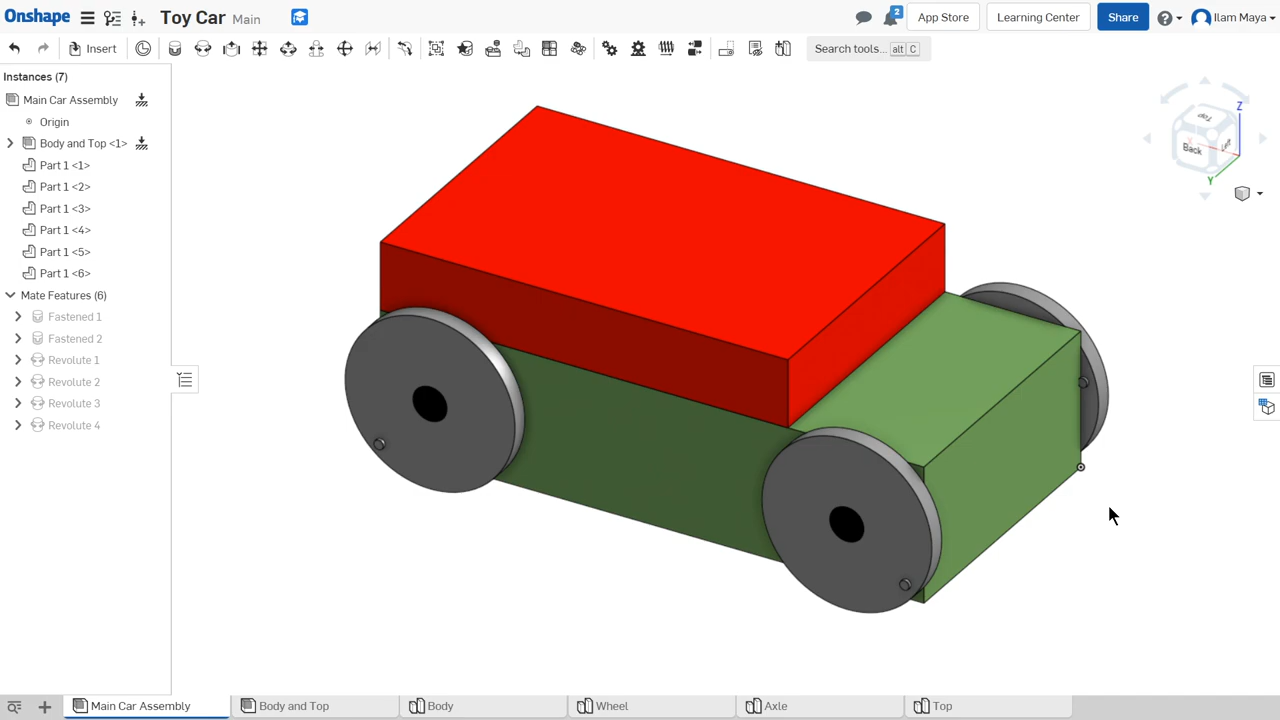 Onshape Toy Car Main 2 App Store Learning Center Share Ilam Maya
Insert Search tools... alt C
Instances (7)
Main Car Assembly
Origin
Body and Top <1>
Part 1 <1>
Part 1 <2>
Part 1 <3>
Part 1 <4>
Part 1 <5>
Part 1 <6>
Mate Features (6)
Fastened 1
Fastened 2
Revolute 1
Revolute 2
Revolute 3
Revolute 4
Top
Z
Back Left
X
Y
Main Car Assembly Body and Top Body Wheel Axle Top